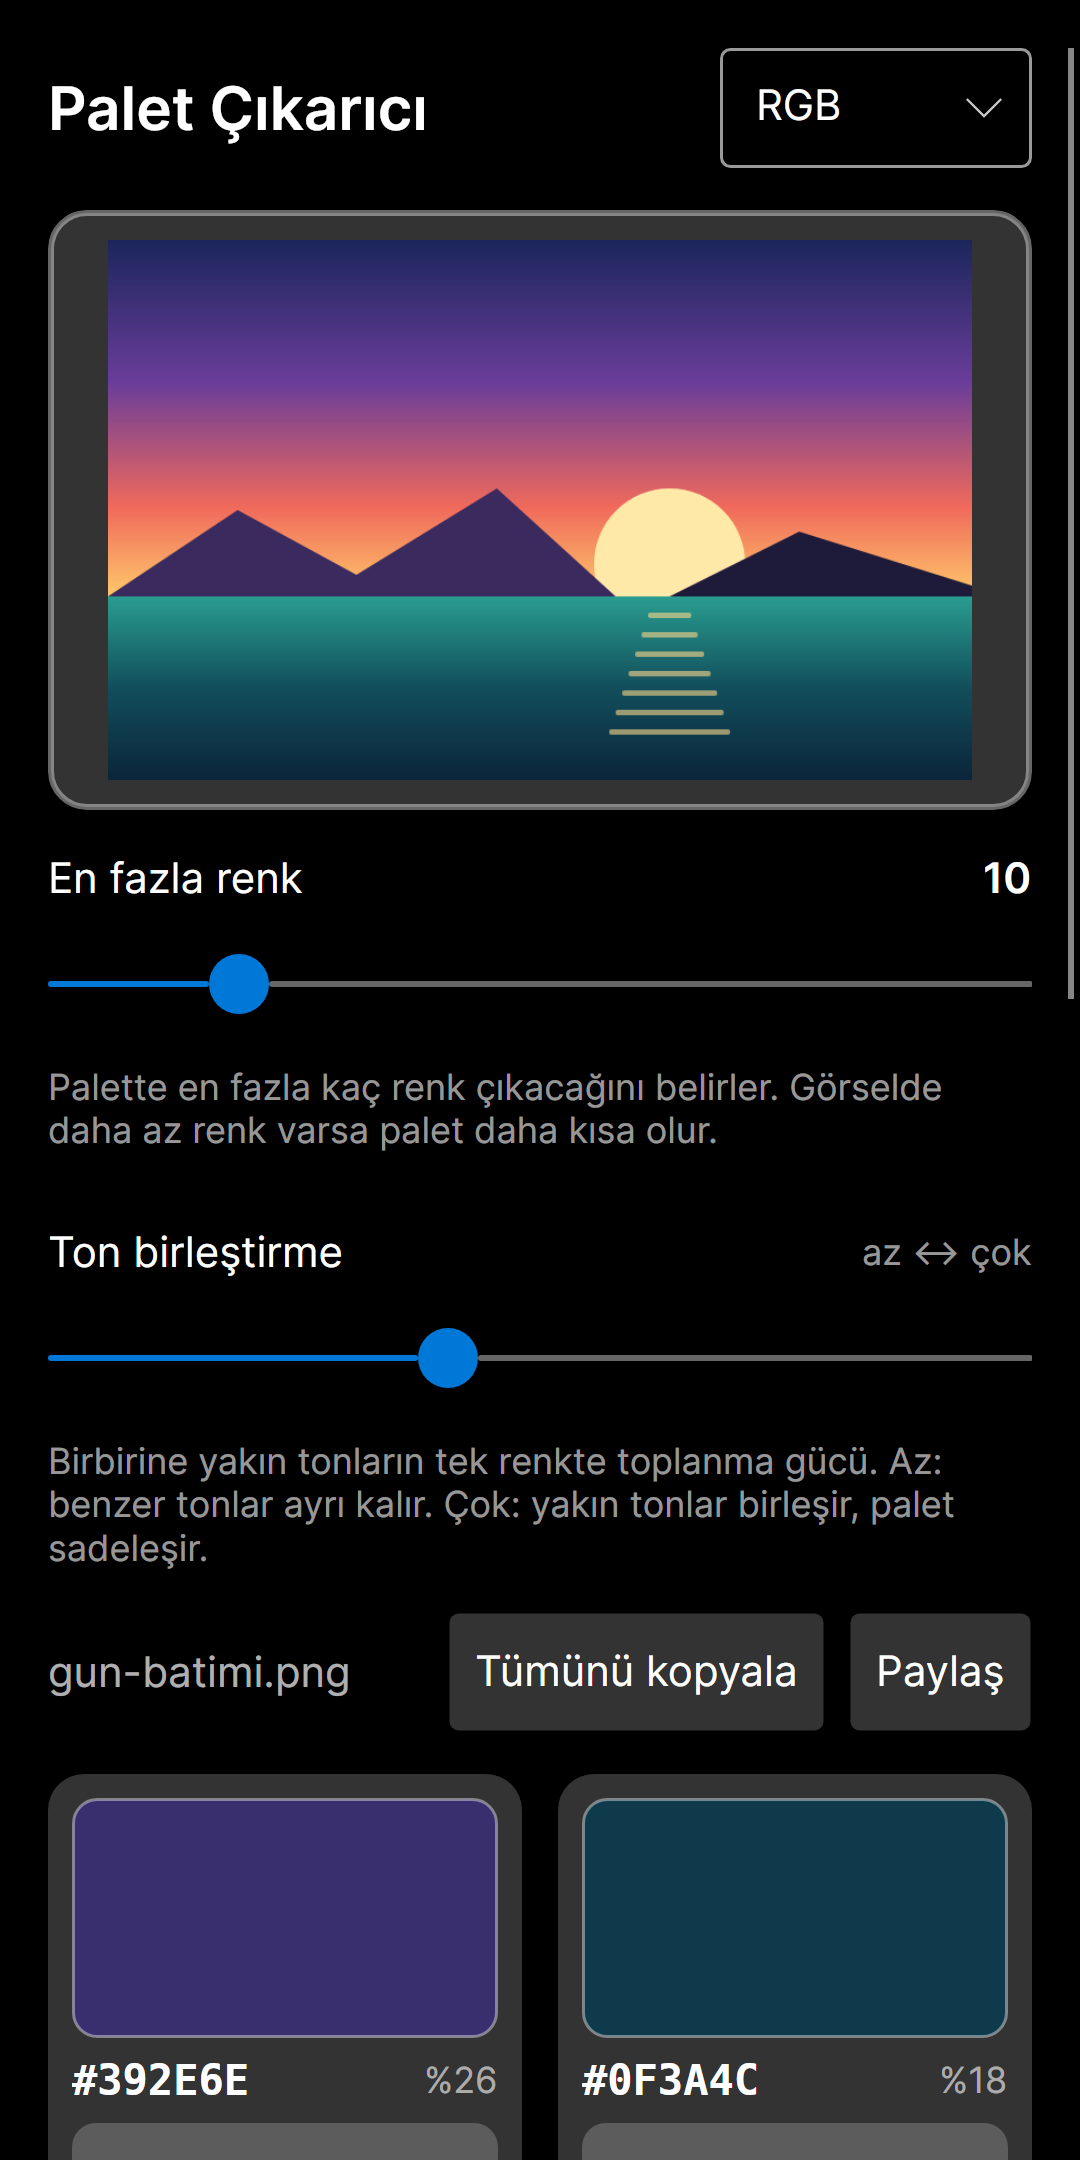 Palet Çıkarıcı
RGB
En fazla renk
10
Palette en fazla kaç renk çıkacağını belirler. Görselde
daha az renk varsa palet daha kısa olur.
Ton birleştirme
az ↔ çok
Birbirine yakın tonların tek renkte toplanma gücü. Az:
benzer tonlar ayrı kalır. Çok: yakın tonlar birleşir, palet
sadeleşir.
gun-batimi.png
Tümünü kopyala
Paylaş
#392E6E
%26
#0F3A4C
%18